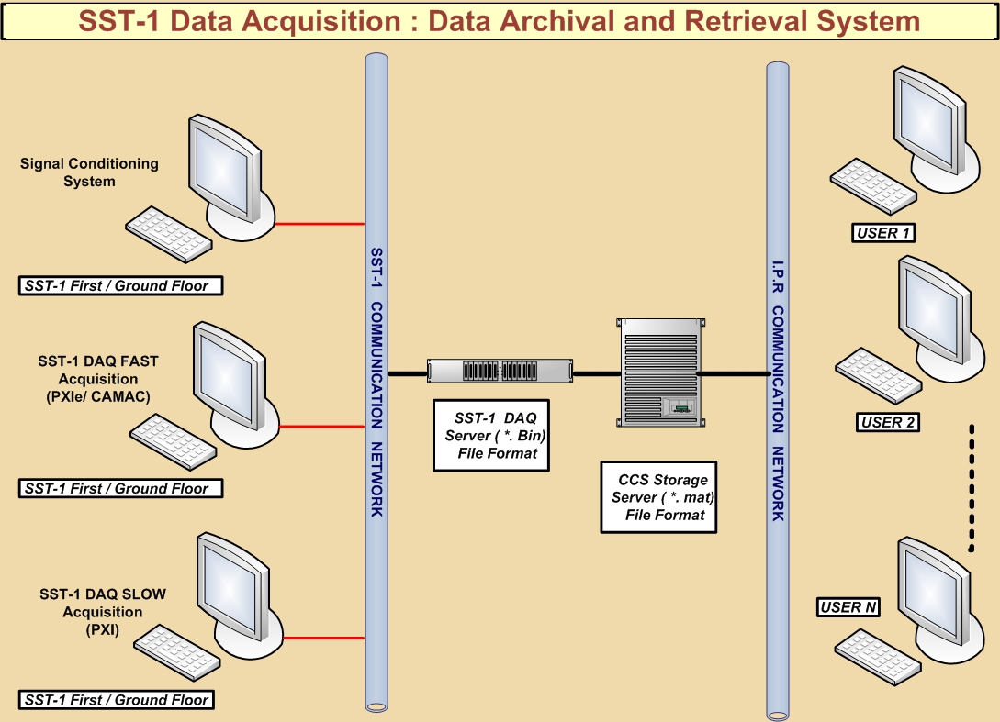 SST-1 Data Acquisition : Data Archival and Retrieval System
Signal Conditioning
System
SST-1 First / Ground Floor
SST-1 DAQ FAST
Acquisition
(PXIe/ CAMAC)
SST-1 First / Ground Floor
SST-1 DAQ SLOW
Acquisition
(PXI)
SST-1 First / Ground Floor
SST-1 COMMUNICATION NETWORK
SST-1 DAQ
Server ( *. Bin)
File Format
CCS Storage
Server ( *. mat)
File Format
I.P.R COMMUNICATION NETWORK
USER 1
USER 2
USER N